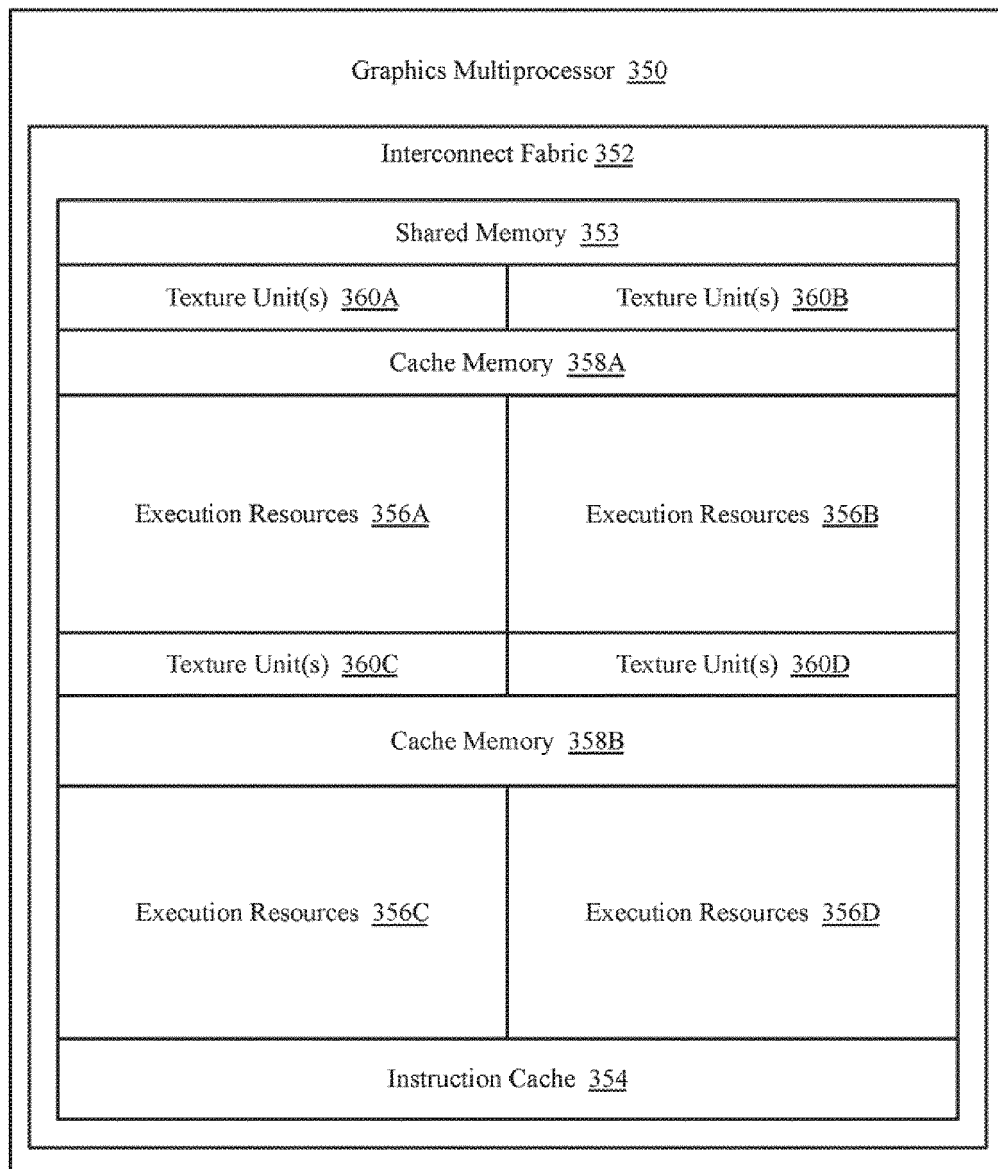 Graphics Multiprocessor 350
Interconnect Fabric 352
Shared Memory 353
Texture Unit(s) 360A
Texture Unit(s) 360B
Cache Memory 358A
Execution Resources 356A
Execution Resources 356B
Texture Unit(s) 360C
Texture Unit(s) 360D
Cache Memory 358B
Execution Resources 356C
Execution Resources 356D
Instruction Cache 354